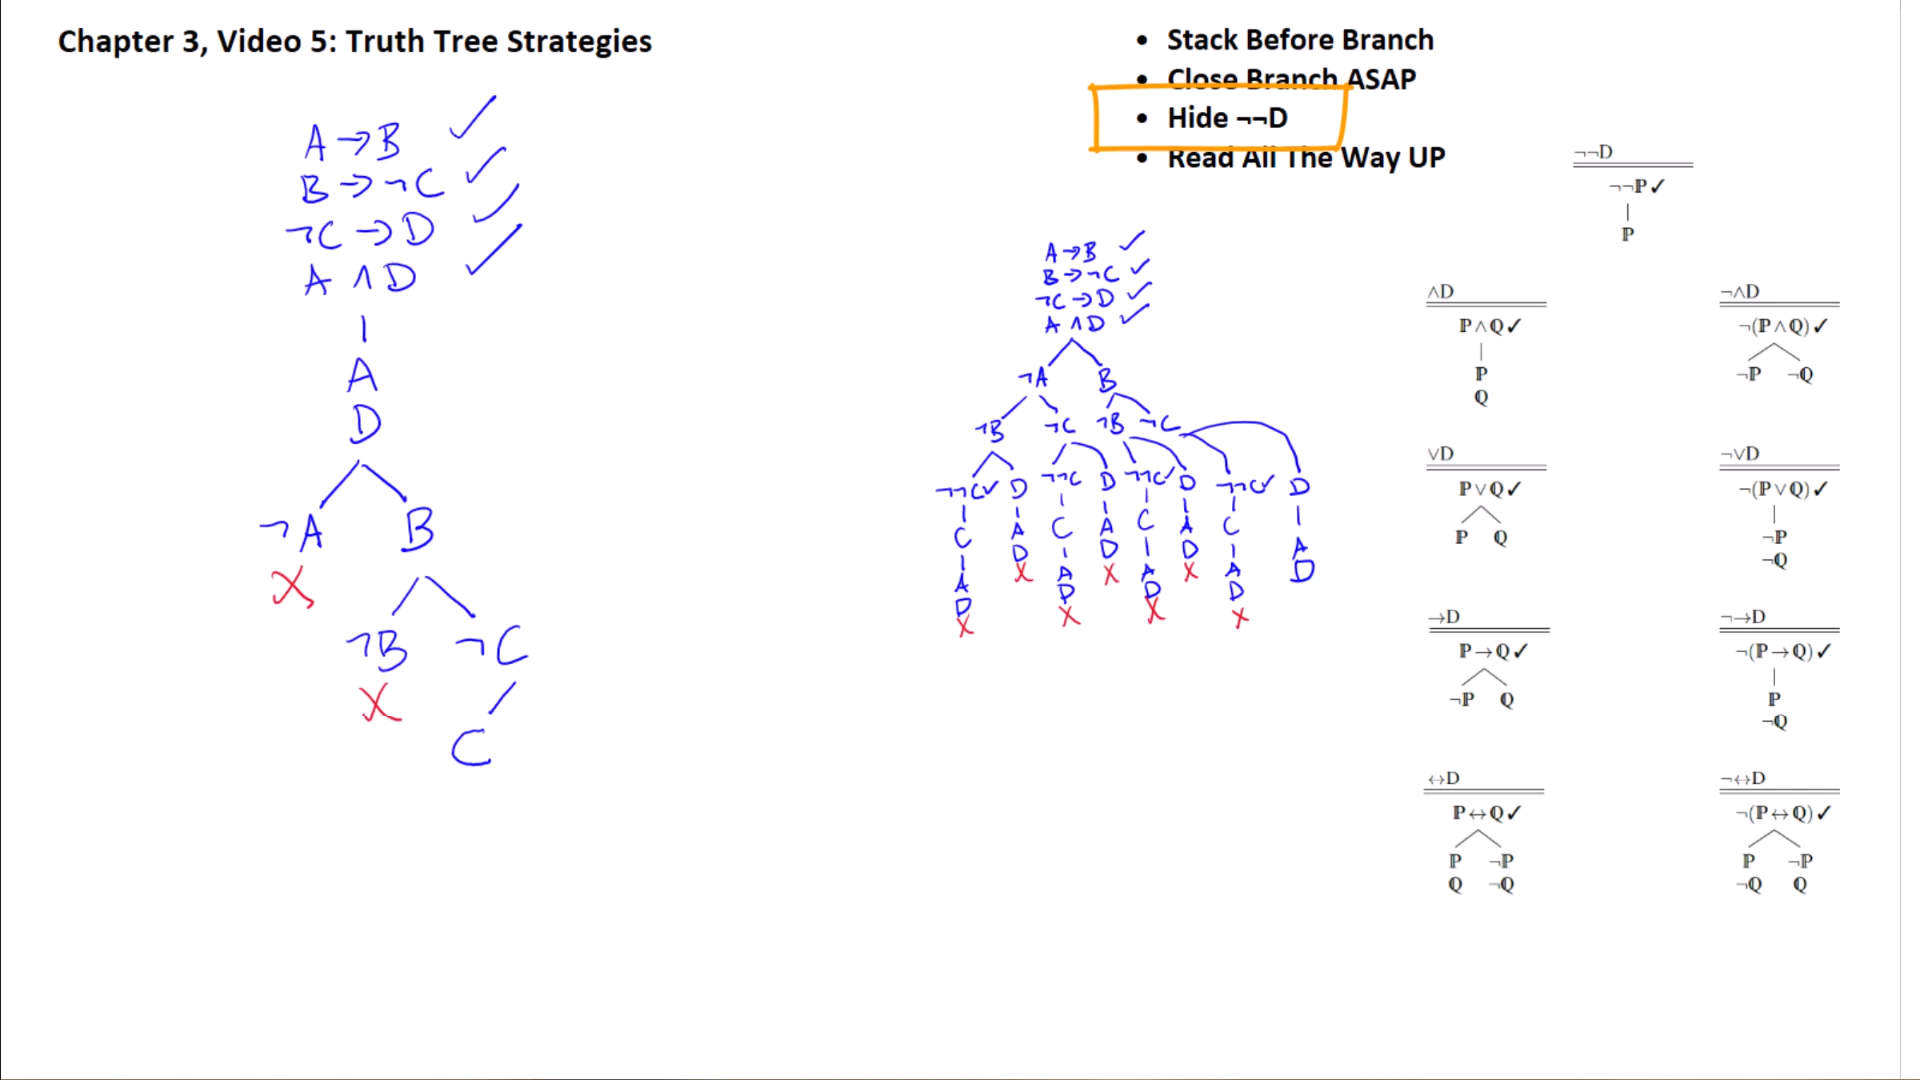 Chapter 3, Video 5: Truth Tree Strategies
• Stack Before Branch
• Close Branch ASAP
• Hide ¬¬D
• Read All The Way UP
A→B ✓
B→¬C ✓
¬C→D ✓
A∧D ✓
A
D
¬A B
X
¬B ¬C
X
C
A→B ✓
B→¬C ✓
¬C→D ✓
A∧D ✓
¬A B
¬B ¬C ¬B ¬C
¬¬C✓ D ¬¬C D ¬¬C✓ D ¬¬C✓ D
C A C A C A C A
A D A D A D A D
D X D X D X D
X X X X
¬¬D
¬¬P✓
P
∧D
P∧Q✓
P
Q
¬∧D
¬(P∧Q)✓
¬P ¬Q
∨D
P∨Q✓
P Q
¬∨D
¬(P∨Q)✓
¬P
¬Q
→D
P→Q✓
¬P Q
¬→D
¬(P→Q)✓
P
¬Q
↔D
P↔Q✓
P ¬P
Q ¬Q
¬↔D
¬(P↔Q)✓
P ¬P
¬Q Q